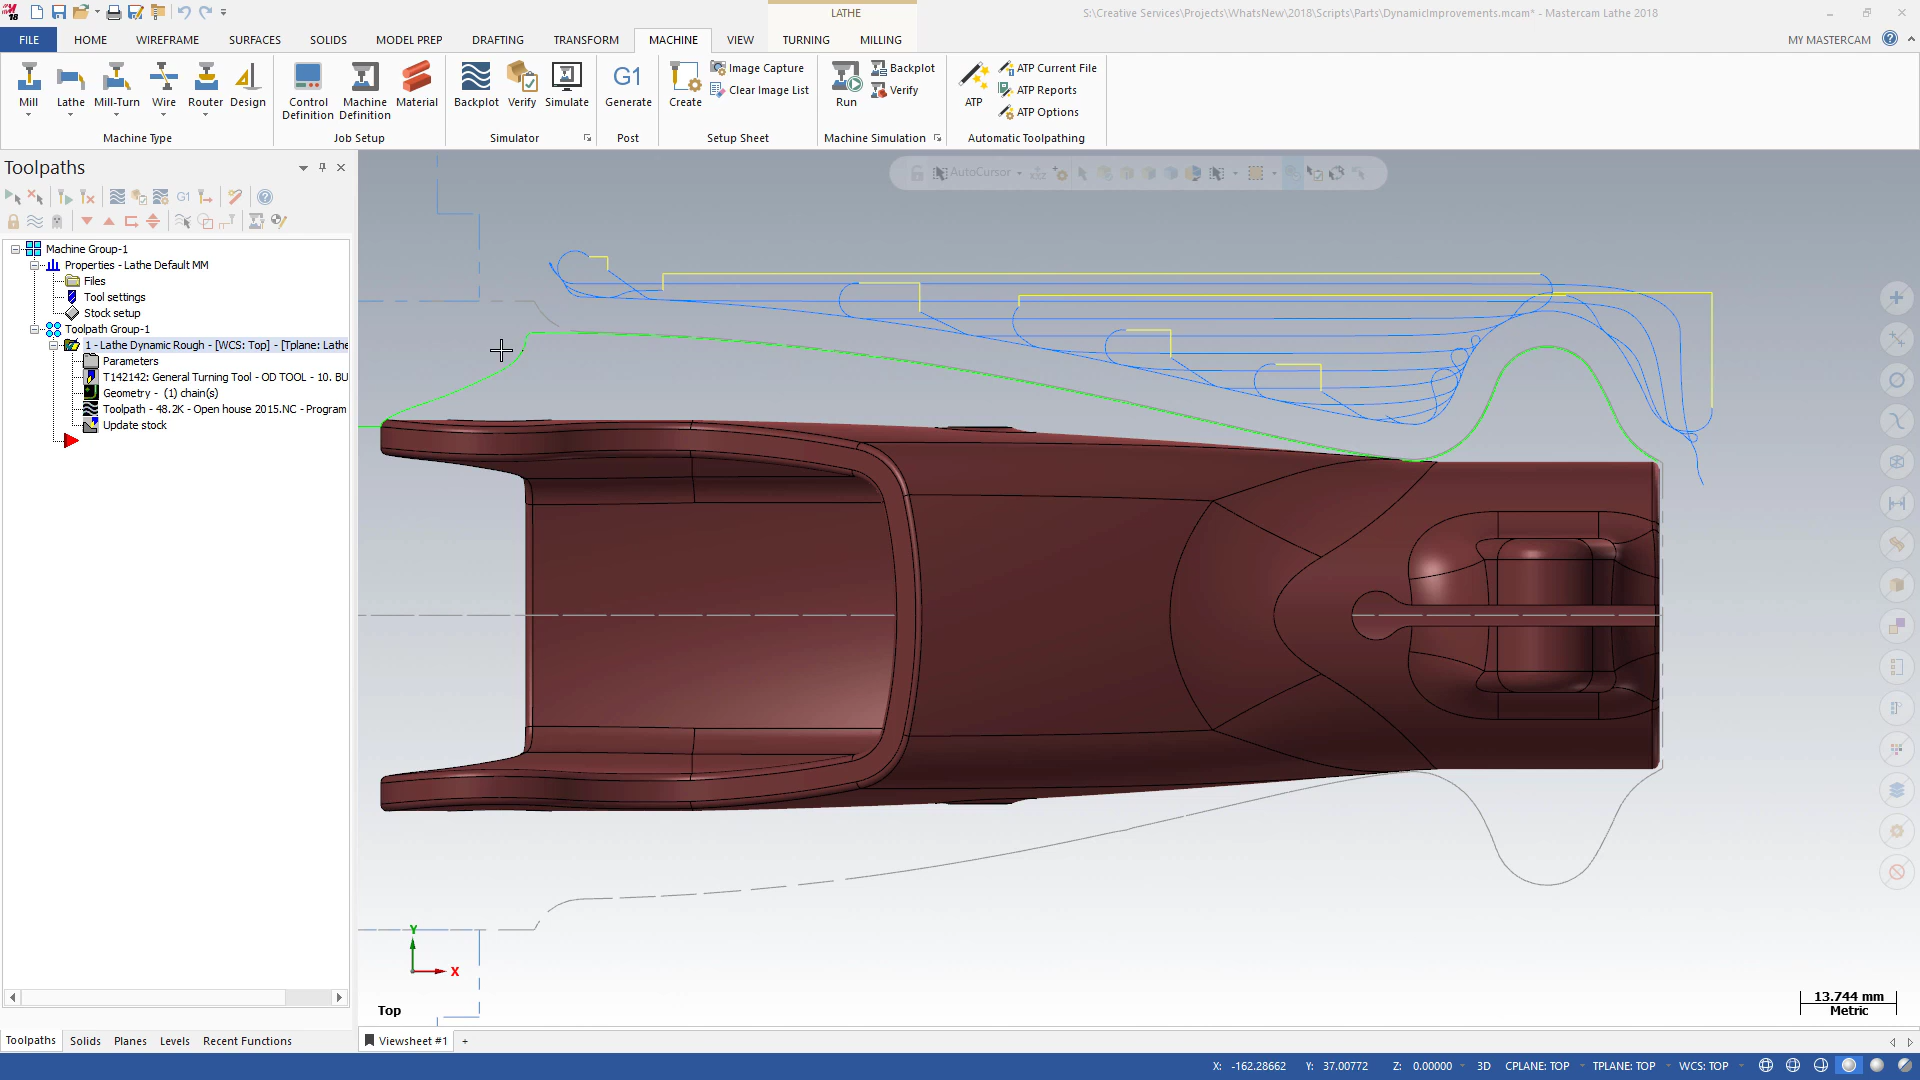 LATHE
S:\Creative Services\Projects\WhatsNew\2018\Scripts\Parts\DynamicImprovements.mcam* - Mastercam Lathe 2018
FILE HOME WIREFRAME SURFACES SOLIDS MODEL PREP DRAFTING TRANSFORM MACHINE VIEW TURNING MILLING MY MASTERCAM
Mill Lathe Mill-Turn Wire Router Design
Machine Type
Control Definition Machine Definition Material
Job Setup
Backplot Verify Simulate
Simulator
G1 Generate
Post
Create Image Capture
Clear Image List
Setup Sheet
Run Backplot
Verify
Machine Simulation
ATP ATP Current File
ATP Reports
ATP Options
Automatic Toolpathing
Toolpaths
AutoCursor
G1
Machine Group-1
Properties - Lathe Default MM
Files
Tool settings
Stock setup
Toolpath Group-1
1 - Lathe Dynamic Rough - [WCS: Top] - [Tplane: Lathe
Parameters
T142142: General Turning Tool - OD TOOL - 10. BU
Geometry - (1) chain(s)
Toolpath - 48.2K - Open house 2015.NC - Program
Update stock
Y
X
Top
13.744 mm
Metric
Toolpaths Solids Planes Levels Recent Functions
Viewsheet #1 +
X: -162.28662 Y: 37.00772 Z: 0.00000 3D CPLANE: TOP TPLANE: TOP WCS: TOP